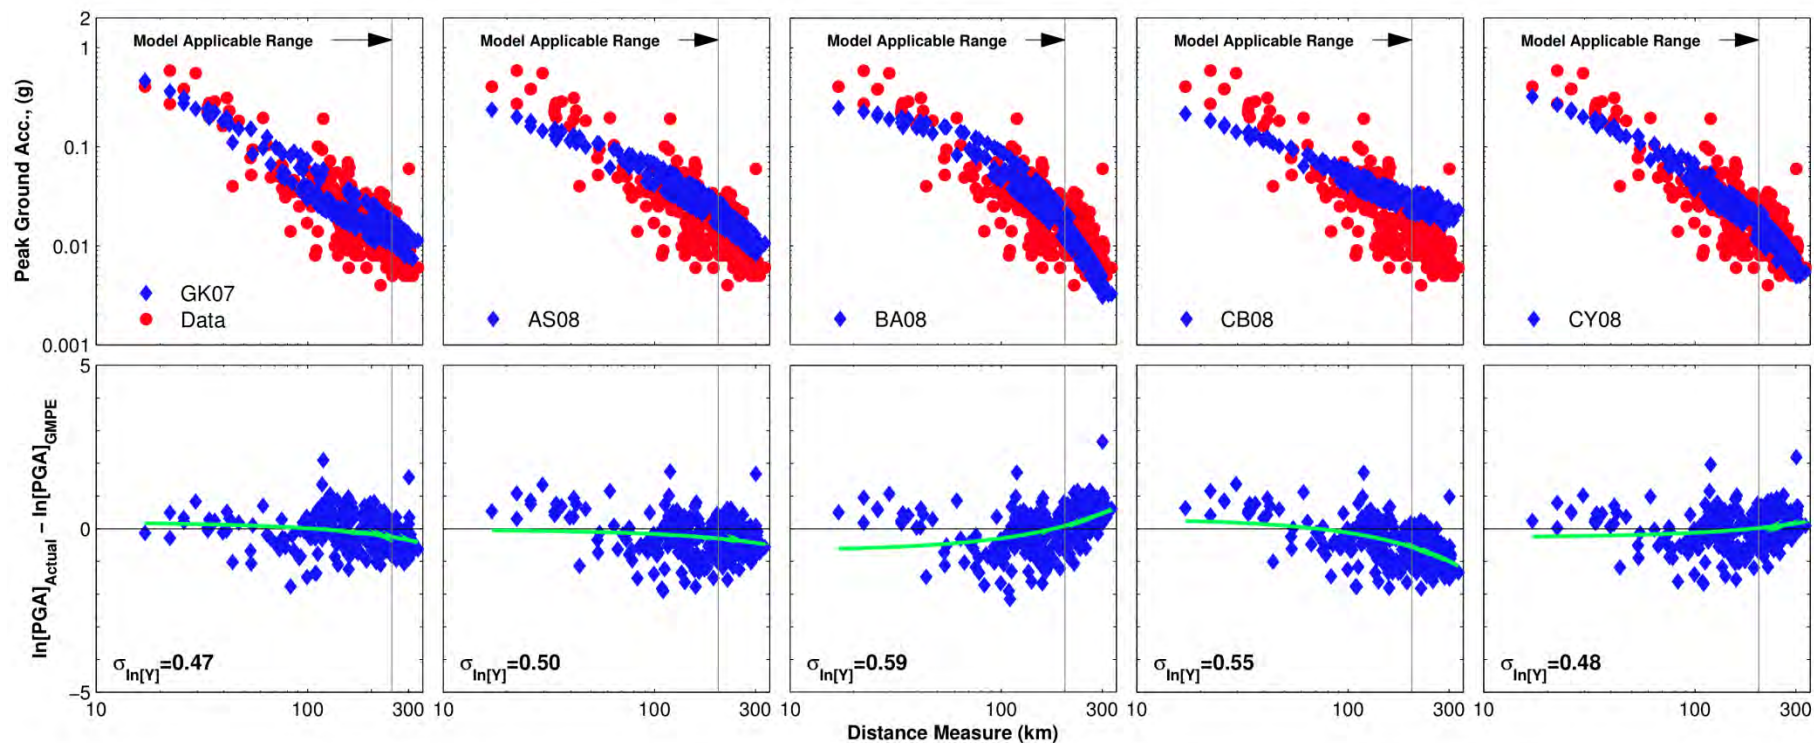 2
1
0.1
0.01
0.001
Peak Ground Acc., (g)
Model Applicable Range
GK07
Data
Model Applicable Range
AS08
Model Applicable Range
BA08
Model Applicable Range
CB08
Model Applicable Range
CY08
5
0
−5
ln[PGA]Actual − ln[PGA]GMPE
σln[Y]=0.47
σln[Y]=0.50
σln[Y]=0.59
σln[Y]=0.55
σln[Y]=0.48
10 100 300 100 300 10 100 300 10 100 300 10 100 300
Distance Measure (km)